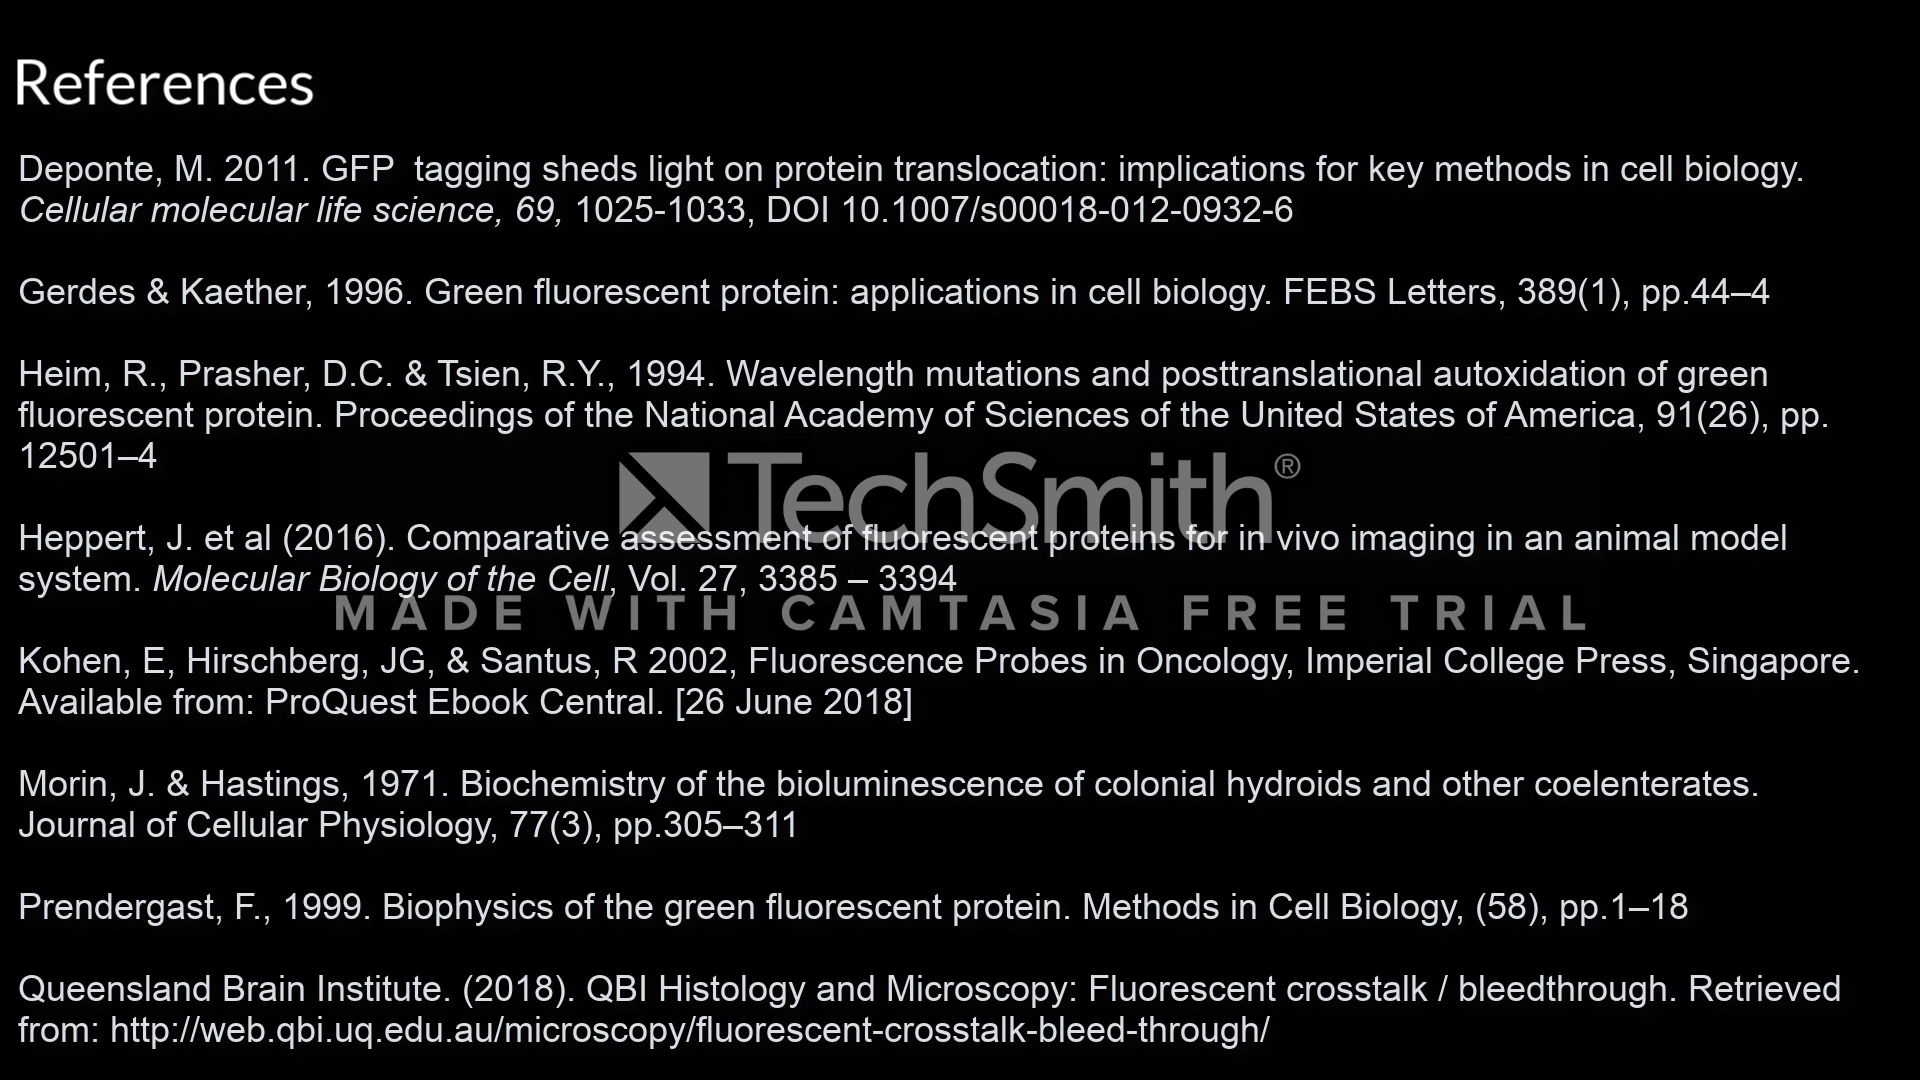 References
Deponte, M. 2011. GFP  tagging sheds light on protein translocation: implications for key methods in cell biology.
Cellular molecular life science, 69, 1025-1033, DOI 10.1007/s00018-012-0932-6
Gerdes & Kaether, 1996. Green fluorescent protein: applications in cell biology. FEBS Letters, 389(1), pp.44–4
Heim, R., Prasher, D.C. & Tsien, R.Y., 1994. Wavelength mutations and posttranslational autoxidation of green
fluorescent protein. Proceedings of the National Academy of Sciences of the United States of America, 91(26), pp.
12501–4
TechSmith®
Heppert, J. et al (2016). Comparative assessment of fluorescent proteins for in vivo imaging in an animal model
system. Molecular Biology of the Cell, Vol. 27, 3385 – 3394
MADE WITH CAMTASIA FREE TRIAL
Kohen, E, Hirschberg, JG, & Santus, R 2002, Fluorescence Probes in Oncology, Imperial College Press, Singapore.
Available from: ProQuest Ebook Central. [26 June 2018]
Morin, J. & Hastings, 1971. Biochemistry of the bioluminescence of colonial hydroids and other coelenterates.
Journal of Cellular Physiology, 77(3), pp.305–311
Prendergast, F., 1999. Biophysics of the green fluorescent protein. Methods in Cell Biology, (58), pp.1–18
Queensland Brain Institute. (2018). QBI Histology and Microscopy: Fluorescent crosstalk / bleedthrough. Retrieved
from: http://web.qbi.uq.edu.au/microscopy/fluorescent-crosstalk-bleed-through/